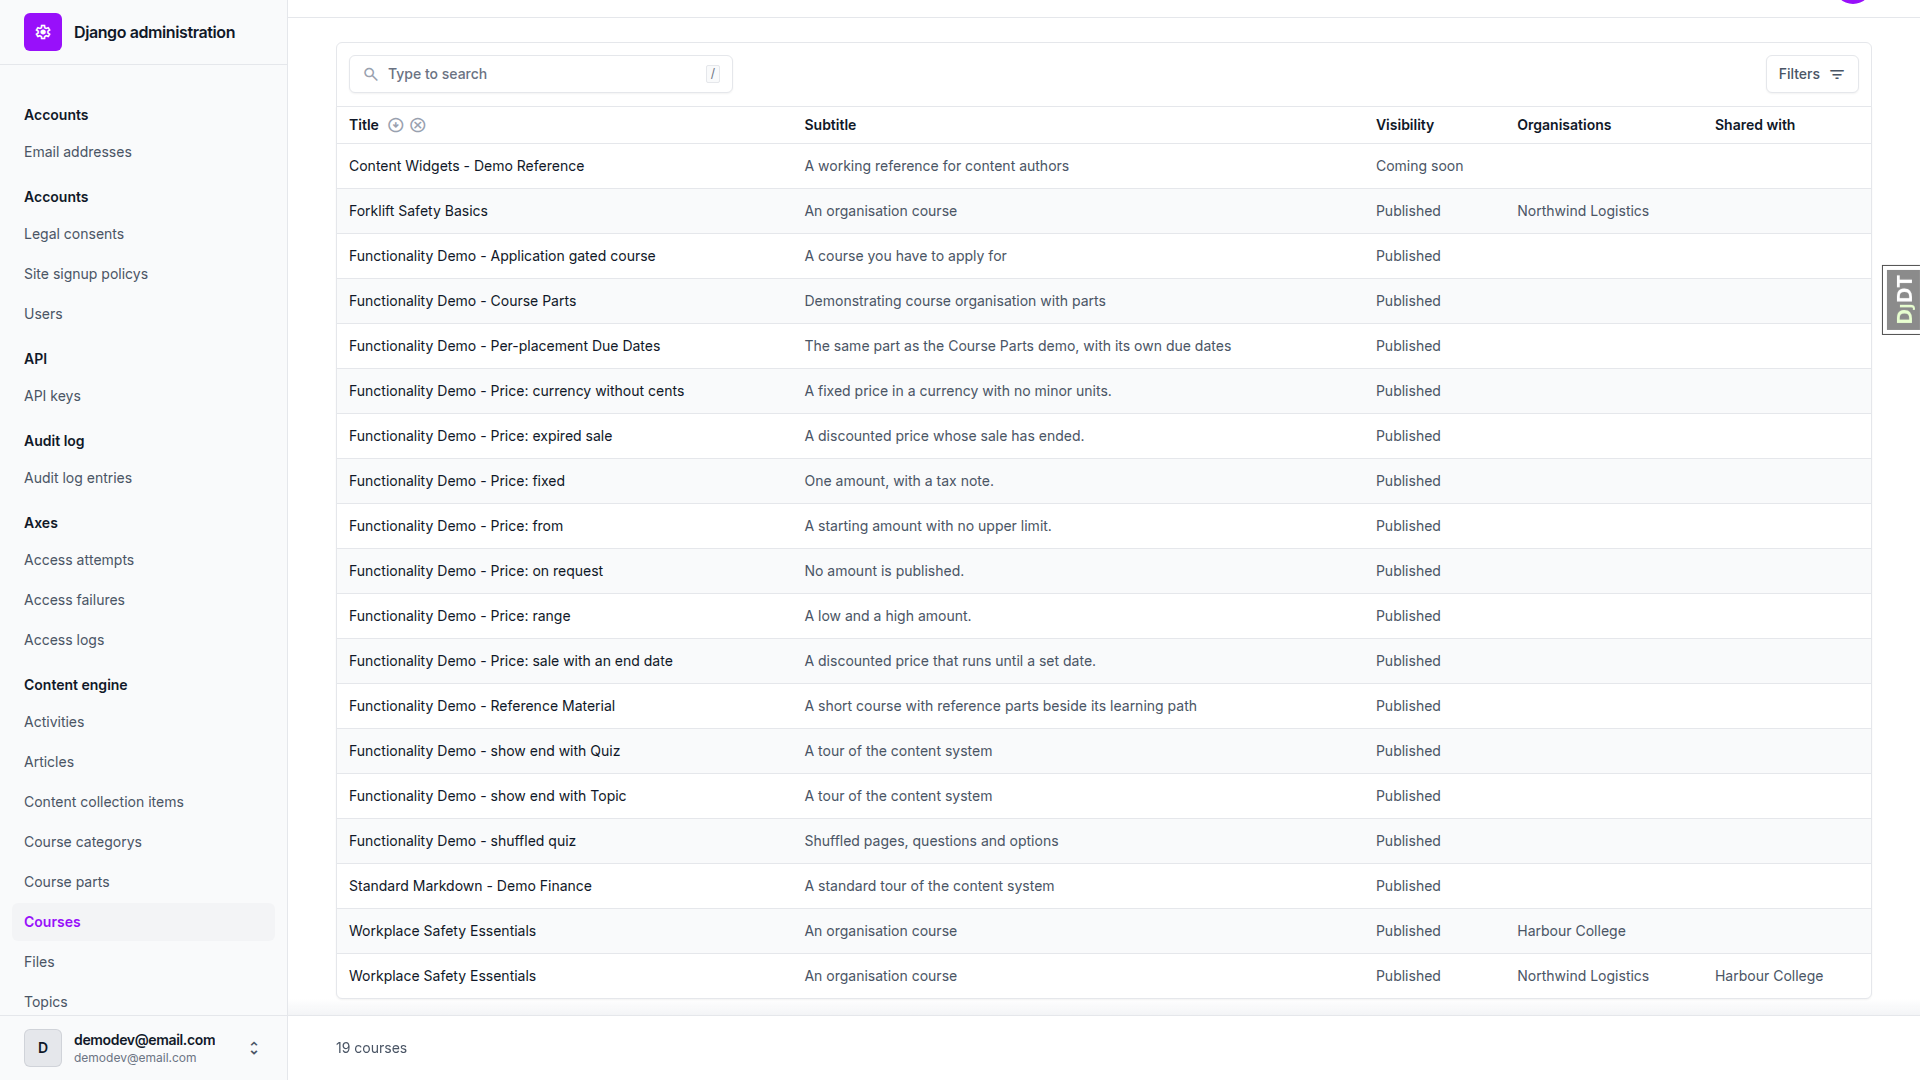 Django administration
Accounts
Email addresses
Accounts
Legal consents
Site signup policys
Users
API
API keys
Audit log
Audit log entries
Axes
Access attempts
Access failures
Access logs
Content engine
Activities
Articles
Content collection items
Course categorys
Course parts
Courses
Files
Topics
D
demodev@email.com
demodev@email.com
Type to search /
Filters
Title Subtitle Visibility Organisations Shared with
Content Widgets - Demo Reference A working reference for content authors Coming soon
Forklift Safety Basics An organisation course Published Northwind Logistics
Functionality Demo - Application gated course A course you have to apply for Published
Functionality Demo - Course Parts Demonstrating course organisation with parts Published
Functionality Demo - Per-placement Due Dates The same part as the Course Parts demo, with its own due dates Published
Functionality Demo - Price: currency without cents A fixed price in a currency with no minor units. Published
Functionality Demo - Price: expired sale A discounted price whose sale has ended. Published
Functionality Demo - Price: fixed One amount, with a tax note. Published
Functionality Demo - Price: from A starting amount with no upper limit. Published
Functionality Demo - Price: on request No amount is published. Published
Functionality Demo - Price: range A low and a high amount. Published
Functionality Demo - Price: sale with an end date A discounted price that runs until a set date. Published
Functionality Demo - Reference Material A short course with reference parts beside its learning path Published
Functionality Demo - show end with Quiz A tour of the content system Published
Functionality Demo - show end with Topic A tour of the content system Published
Functionality Demo - shuffled quiz Shuffled pages, questions and options Published
Standard Markdown - Demo Finance A standard tour of the content system Published
Workplace Safety Essentials An organisation course Published Harbour College
Workplace Safety Essentials An organisation course Published Northwind Logistics Harbour College
19 courses
DJDT